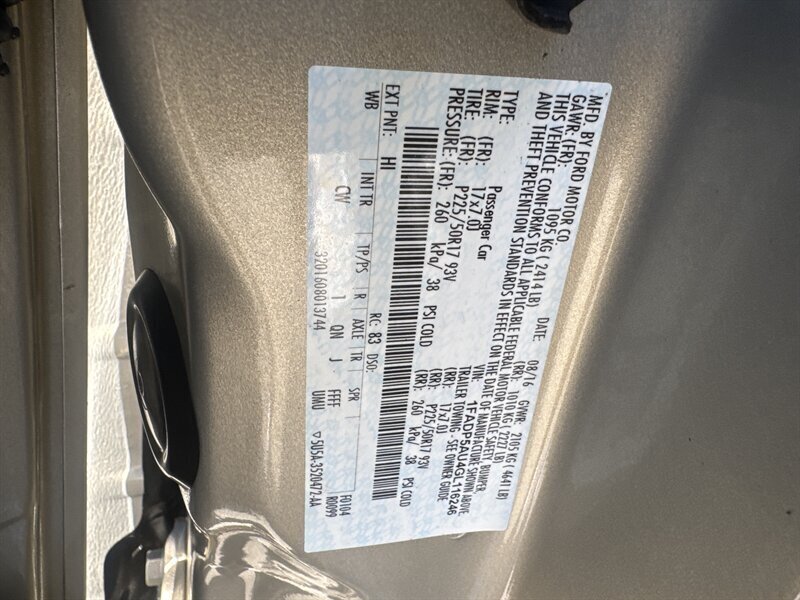 MFD. BY FORD MOTOR CO.
DATE: 08/16 GVWR: 2105 KG ( 4641 LB)
GAWR: (FR): 1095 KG ( 2414 LB) (RR): 1010 KG ( 2227 LB)
THIS VEHICLE CONFORMS TO ALL APPLICABLE FEDERAL MOTOR VEHICLE SAFETY, BUMPER
AND THEFT PREVENTION STANDARDS IN EFFECT ON THE DATE OF MANUFACTURE SHOWN ABOVE.
VIN: 1FADP5AU4GL116246
TYPE: Passenger Car TRAILER TOWING - SEE OWNER GUIDE
RIM: (FR): 17x7.0J (RR): 17x7.0J
TIRE: (FR): P225/50R17 93V (RR): P225/50R17 93V
PRESSURE: (FR): 260 kPa/ 38 PSI COLD (RR): 260 kPa/ 38 PSI COLD
EXT PNT: HI RC: 83 DSO:
WB INT TR TP/PS R AXLE TR SPR
CW 1 QN J FFFF UMU
F0104
R0099
3201608013744
▽5U5A-3520472-AA